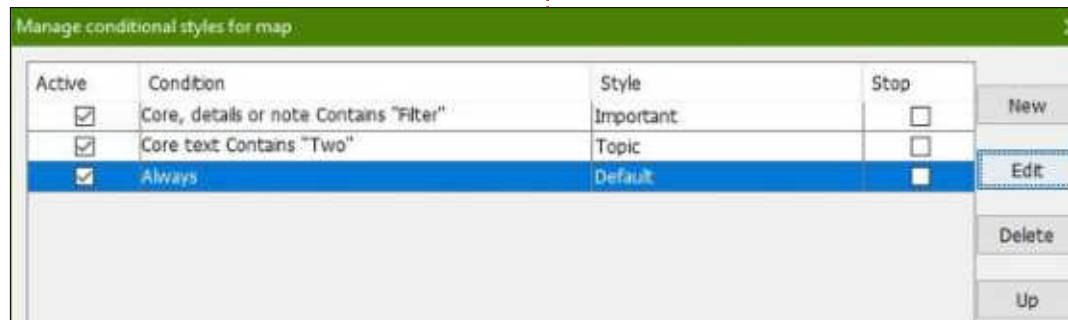 Manage conditional styles for map
Active Condition Style Stop
Core, details or note Contains "Filter" Important
Core text Contains "Two" Topic
Always Default
New
Edit
Delete
Up